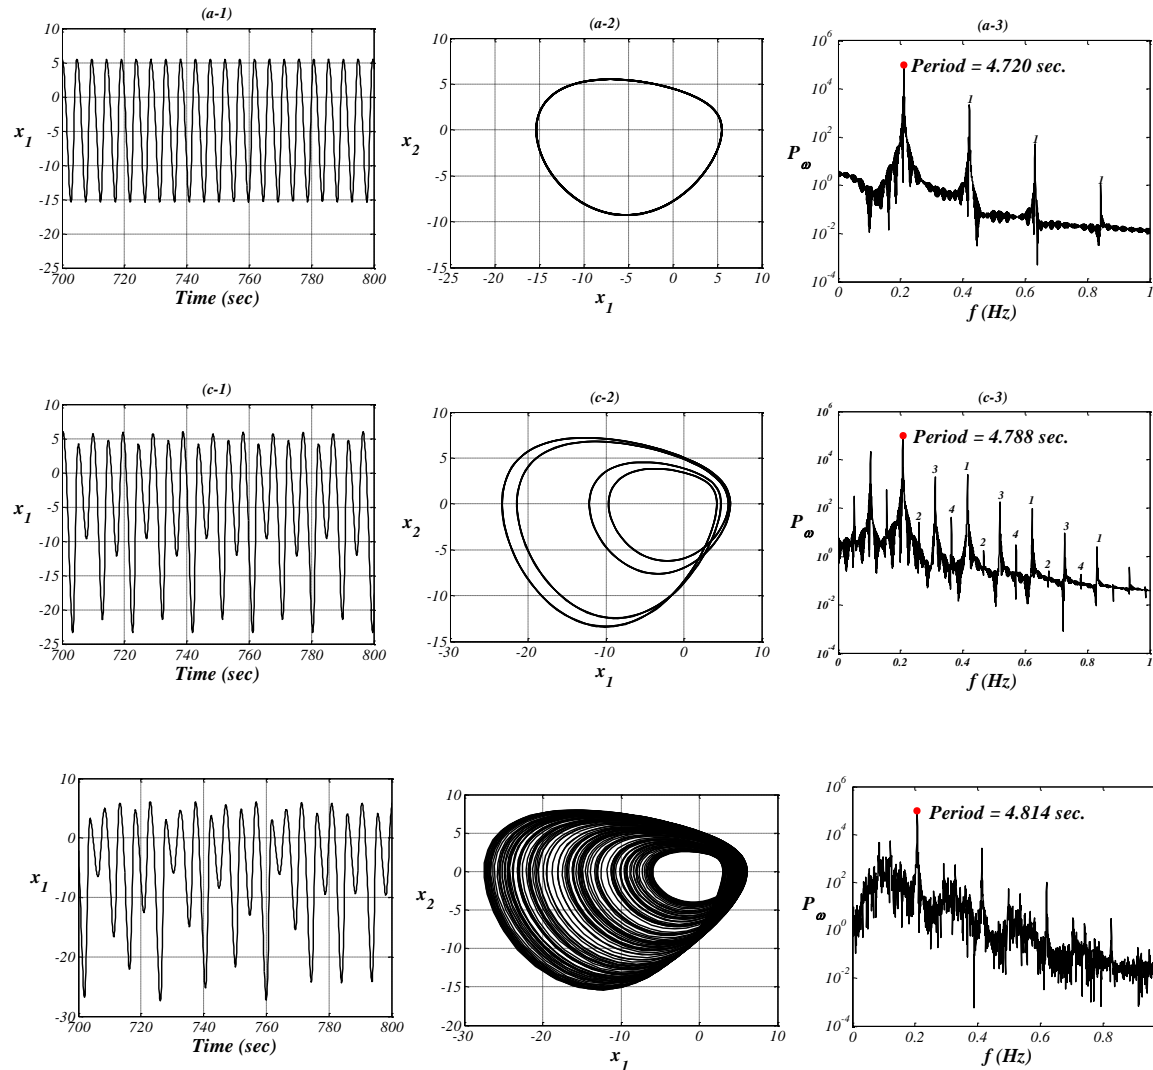 (a-1)
10
5
0
-5
-10
-15
-20
-25
x1
700 720 740 760 780 800
Time (sec)
(a-2)
10
5
0
-5
-10
-15
x2
-25 -20 -15 -10 -5 0 5 10
x1
(a-3)
10^6
10^4
10^2
10^0
10^-2
10^-4
Pω
Period = 4.720 sec.
1
1
1
0 0.2 0.4 0.6 0.8 1
f (Hz)
(c-1)
10
5
0
-5
-10
-15
-20
-25
x1
700 720 740 760 780 800
Time (sec)
(c-2)
10
5
0
-5
-10
-15
x2
-30 -20 -10 0 10
x1
(c-3)
10^6
10^4
10^2
10^0
10^-2
10^-4
Pω
Period = 4.788 sec.
2 3 4 1 2 3 4 1 2 3 4 1
0 0.2 0.4 0.6 0.8 1
f (Hz)
10
0
-10
-20
-30
x1
700 720 740 760 780 800
Time (sec)
10
5
0
-5
-10
-15
-20
x2
-30 -20 -10 0 10
x1
10^6
10^4
10^2
10^0
10^-2
10^-4
Pω
Period = 4.814 sec.
0 0.2 0.4 0.6 0.8
f (Hz)